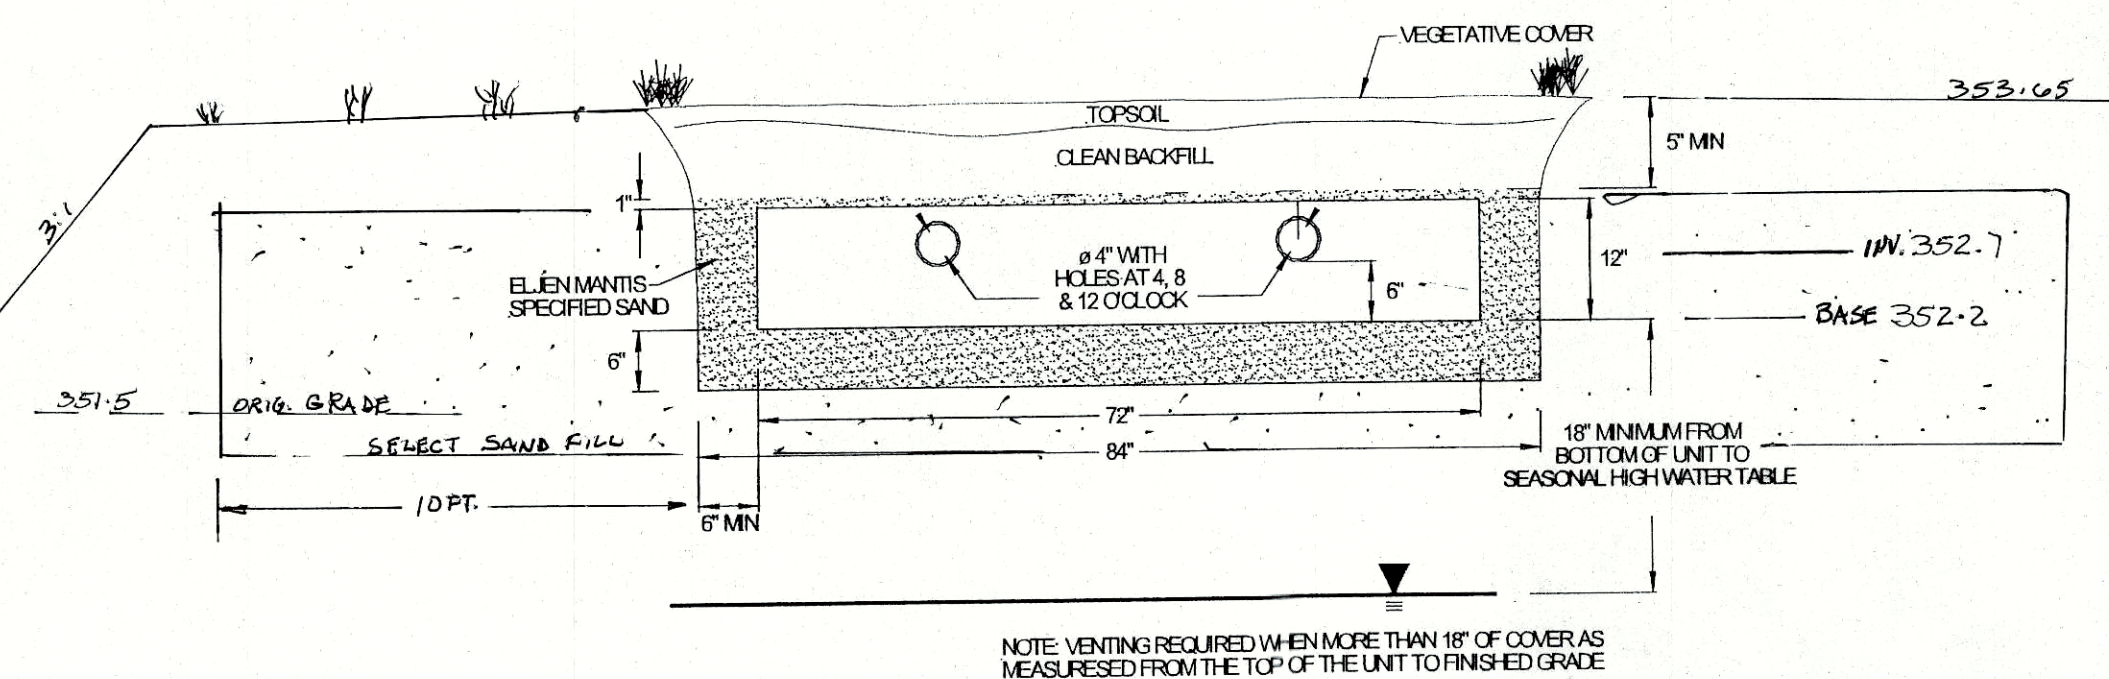 VEGETATIVE COVER
353.65
TOPSOIL
5" MIN
CLEAN BACKFILL
1"
3:1
INV. 352.7
12"
ø 4" WITH
HOLES AT 4, 8
& 12 O'CLOCK
6"
ELJEN MANTIS
SPECIFIED SAND
BASE 352.2
6"
351.5
ORIG. GRADE
72"
SELECT SAND FILL
84"
18" MINIMUM FROM
BOTTOM OF UNIT TO
SEASONAL HIGH WATER TABLE
10 FT.
6" MIN
NOTE: VENTING REQUIRED WHEN MORE THAN 18" OF COVER AS
MEASURESED FROM THE TOP OF THE UNIT TO FINISHED GRADE